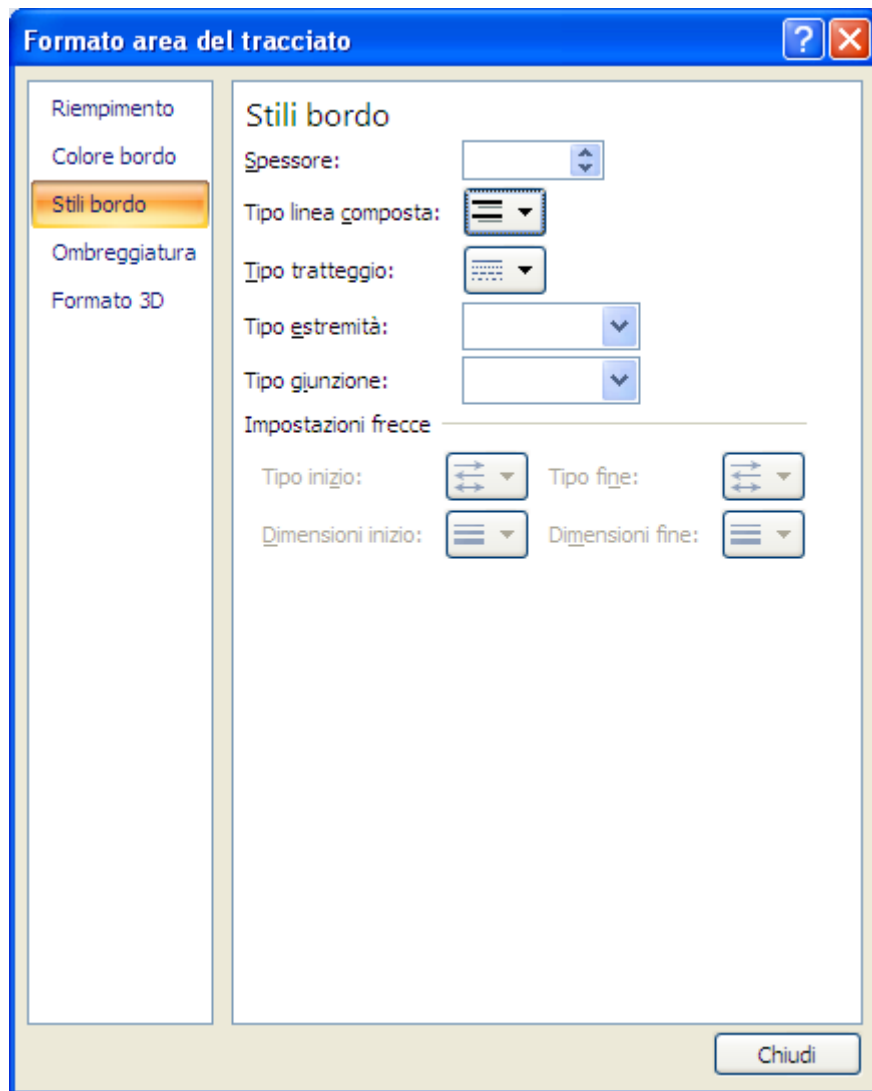 Formato area del tracciato
Riempimento
Colore bordo
Stili bordo
Ombreggiatura
Formato 3D
Stili bordo
Spessore:
Tipo linea composta:
Tipo tratteggio:
Tipo estremità:
Tipo giunzione:
Impostazioni frecce
Tipo inizio: Tipo fine:
Dimensioni inizio: Dimensioni fine:
Chiudi